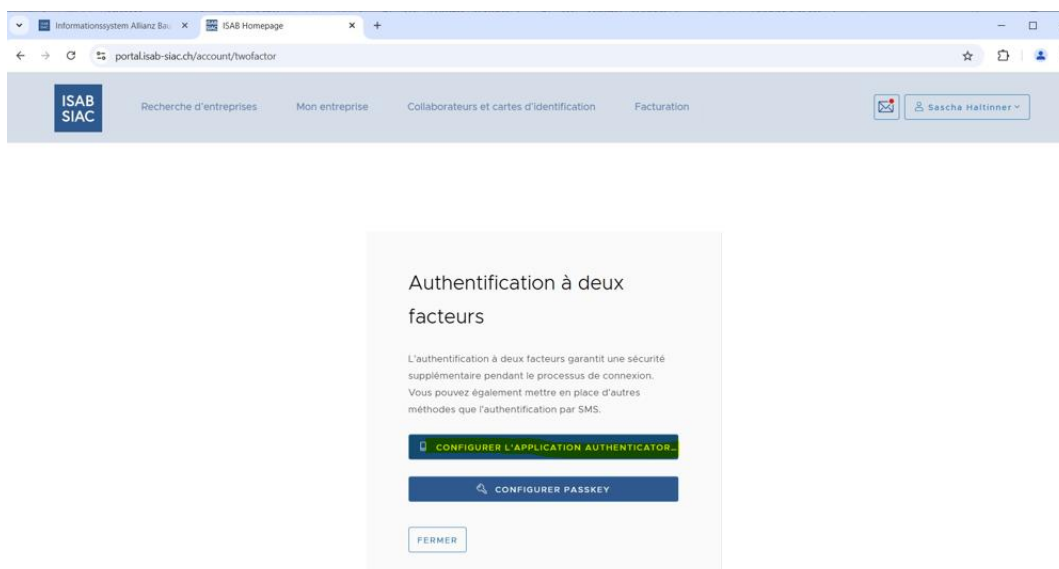 Informationssystem Allianz Bau
ISAB Homepage
portal.isab-siac.ch/account/twofactor
ISAB
SIAC
Recherche d'entreprises
Mon entreprise
Collaborateurs et cartes d'identification
Facturation
Sascha Haltinner
Authentification à deux
facteurs
L'authentification à deux facteurs garantit une sécurité
supplémentaire pendant le processus de connexion.
Vous pouvez également mettre en place d'autres
méthodes que l'authentification par SMS.
CONFIGURER L'APPLICATION AUTHENTICATOR…
CONFIGURER PASSKEY
FERMER